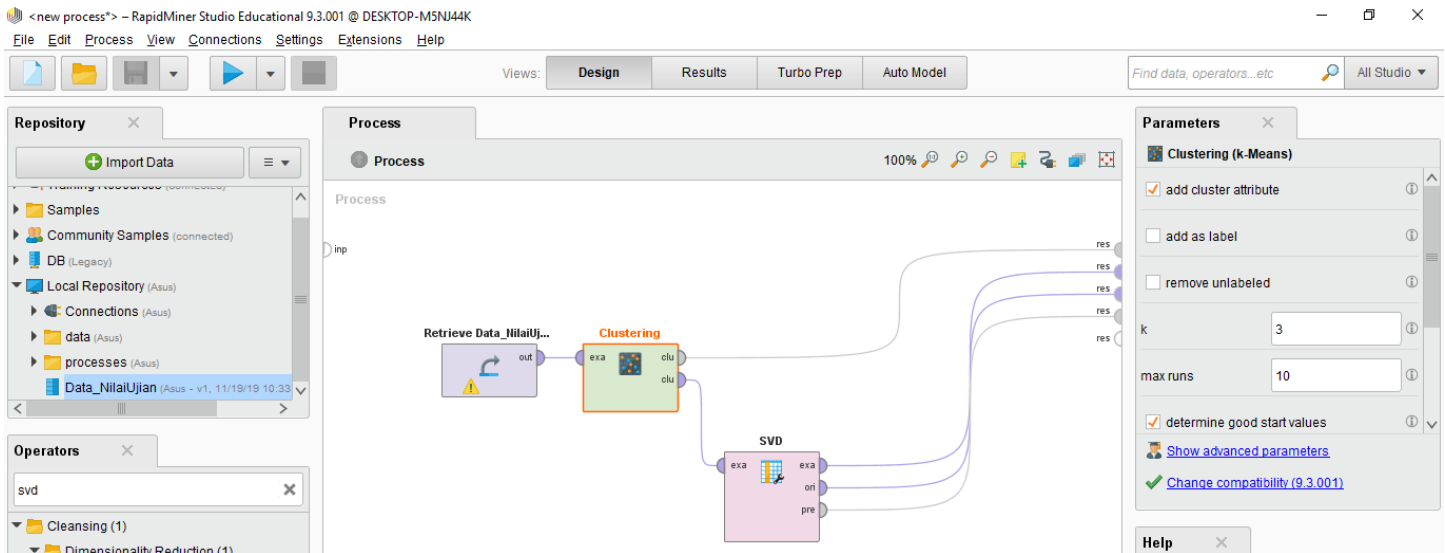 <new process*> – RapidMiner Studio Educational 9.3.001 @ DESKTOP-M5NJ44K
File Edit Process View Connections Settings Extensions Help
Views: Design Results Turbo Prep Auto Model
Find data, operators...etc
All Studio
Repository
Import Data
Training Resources (connected)
Samples
Community Samples (connected)
DB (Legacy)
Local Repository (Asus)
Connections (Asus)
data (Asus)
processes (Asus)
Data_NilaiUjian (Asus - v1, 11/19/19 10:33
Operators
svd
Cleansing (1)
Dimensionality Reduction (1)
Process
Process
100%
Process
inp
res
res
res
res
res
Retrieve Data_NilaiUj...
out
Clustering
exa clu
clu
SVD
exa exa
ori
pre
Parameters
Clustering (k-Means)
add cluster attribute
add as label
remove unlabeled
k 3
max runs 10
determine good start values
Show advanced parameters
Change compatibility (9.3.001)
Help